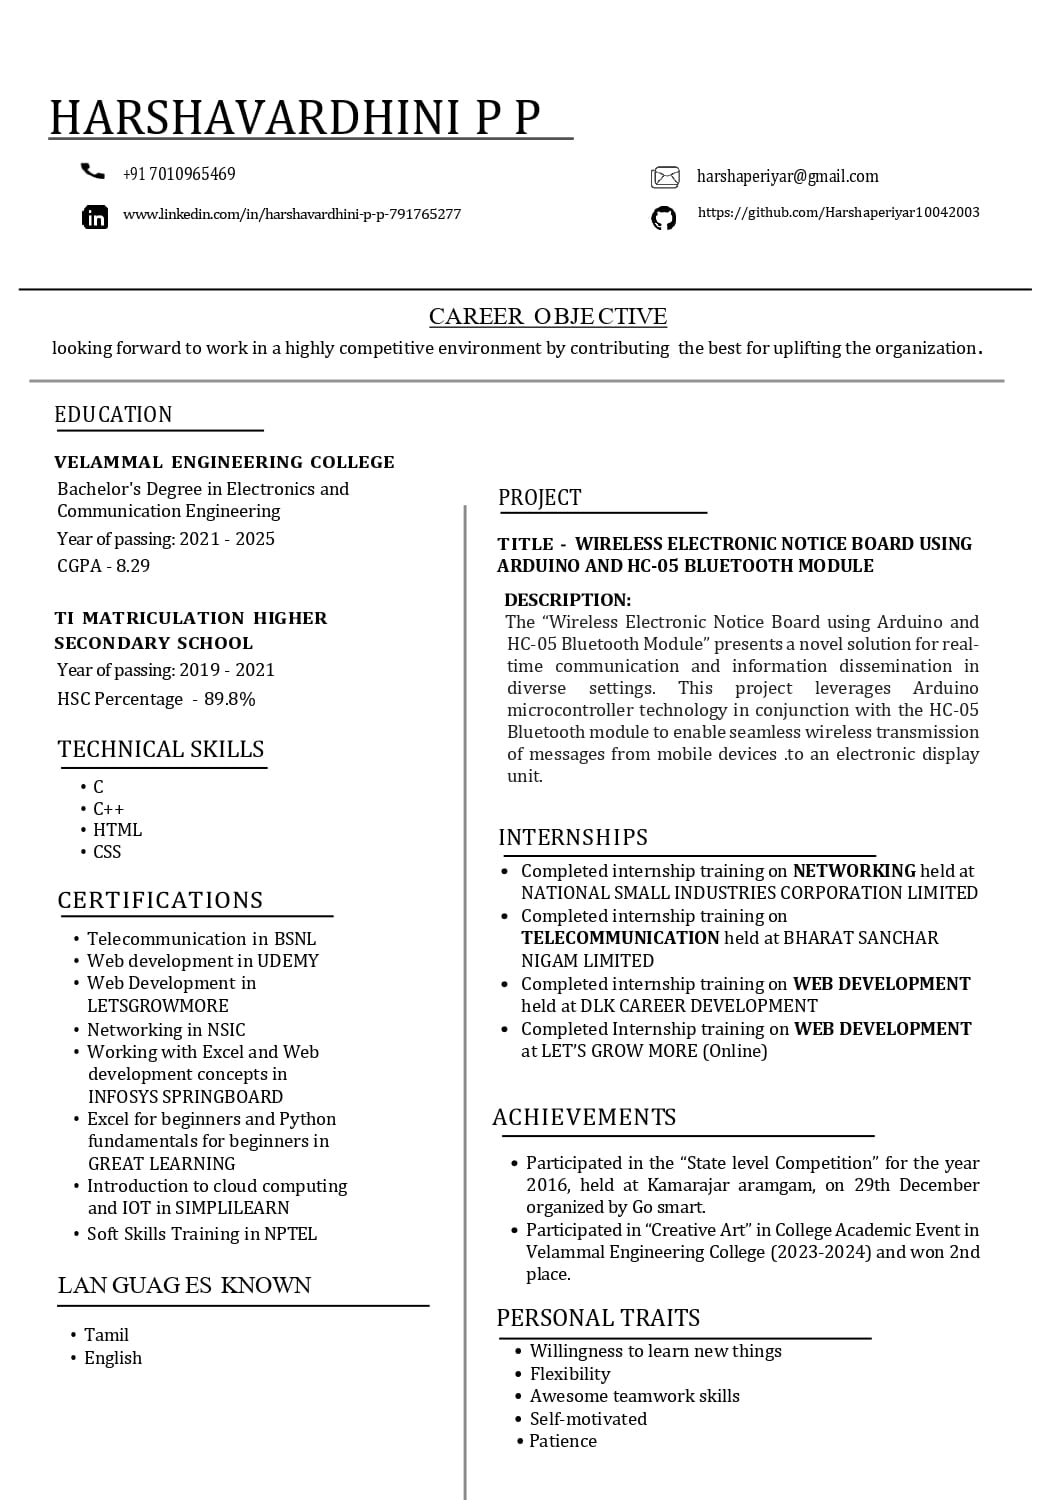 HARSHAVARDHINI P P
+91 7010965469
harshaperiyar@gmail.com
www.linkedin.com/in/harshavardhini-p-p-791765277
https://github.com/Harshaperiyar10042003
CAREER OBJECTIVE
looking forward to work in a highly competitive environment by contributing the best for uplifting the organization.
EDUCATION
VELAMMAL ENGINEERING COLLEGE
Bachelor's Degree in Electronics and
Communication Engineering
Year of passing: 2021 - 2025
CGPA - 8.29
TI MATRICULATION HIGHER
SECONDARY SCHOOL
Year of passing: 2019 - 2021
HSC Percentage - 89.8%
TECHNICAL SKILLS
• C
• C++
• HTML
• CSS
CERTIFICATIONS
• Telecommunication in BSNL
• Web development in UDEMY
• Web Development in
LETSGROWMORE
• Networking in NSIC
• Working with Excel and Web
development concepts in
INFOSYS SPRINGBOARD
• Excel for beginners and Python
fundamentals for beginners in
GREAT LEARNING
• Introduction to cloud computing
and IOT in SIMPLILEARN
• Soft Skills Training in NPTEL
LANGUAGES KNOWN
• Tamil
• English
PROJECT
TITLE - WIRELESS ELECTRONIC NOTICE BOARD USING
ARDUINO AND HC-05 BLUETOOTH MODULE
DESCRIPTION:
The “Wireless Electronic Notice Board using Arduino and
HC-05 Bluetooth Module” presents a novel solution for real-
time communication and information dissemination in
diverse settings. This project leverages Arduino
microcontroller technology in conjunction with the HC-05
Bluetooth module to enable seamless wireless transmission
of messages from mobile devices .to an electronic display
unit.
INTERNSHIPS
• Completed internship training on NETWORKING held at
NATIONAL SMALL INDUSTRIES CORPORATION LIMITED
• Completed internship training on
TELECOMMUNICATION held at BHARAT SANCHAR
NIGAM LIMITED
• Completed internship training on WEB DEVELOPMENT
held at DLK CAREER DEVELOPMENT
• Completed Internship training on WEB DEVELOPMENT
at LET’S GROW MORE (Online)
ACHIEVEMENTS
• Participated in the “State level Competition” for the year
2016, held at Kamarajar aramgam, on 29th December
organized by Go smart.
• Participated in “Creative Art” in College Academic Event in
Velammal Engineering College (2023-2024) and won 2nd
place.
PERSONAL TRAITS
• Willingness to learn new things
• Flexibility
• Awesome teamwork skills
• Self-motivated
• Patience